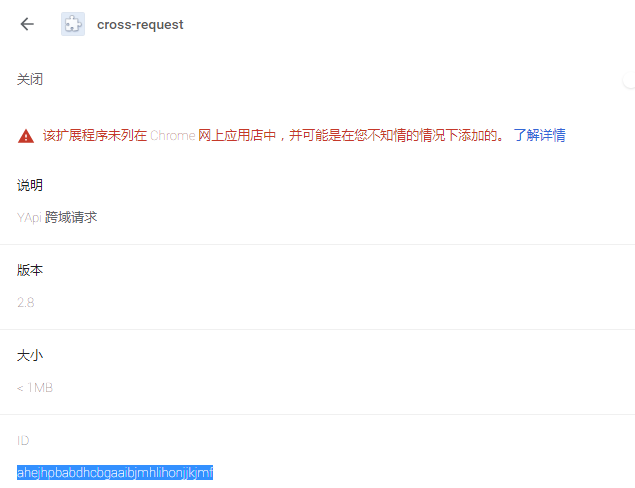 cross-request
关闭
该扩展程序未列在 Chrome 网上应用店中，并可能是在您不知情的情况下添加的。 了解详情
说明
YApi 跨域请求
版本
2.8
大小
< 1MB
ID
ahejhpbabdhcbgaaibjmhlihonjjkjmf